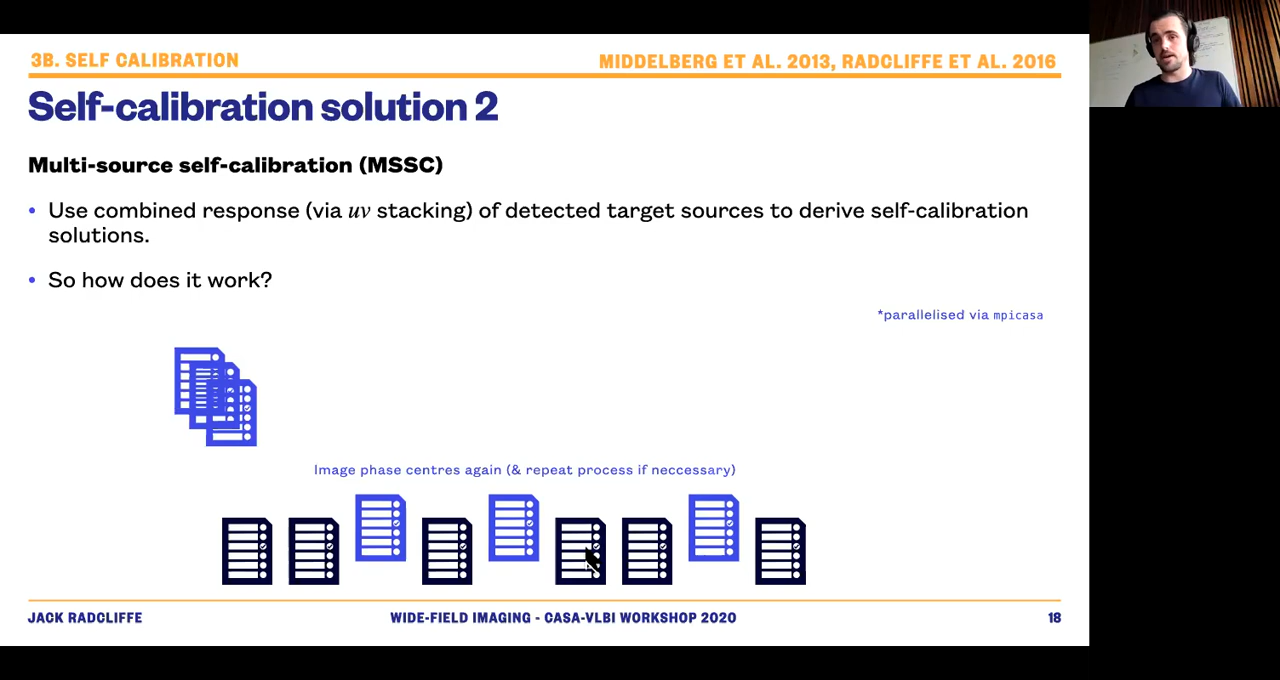 3B. SELF CALIBRATION
MIDDELBERG ET AL. 2013, RADCLIFFE ET AL. 2016
Self-calibration solution 2
Multi-source self-calibration (MSSC)
• Use combined response (via uv stacking) of detected target sources to derive self-calibration
solutions.
• So how does it work?
*parallelised via mpicasa
Image phase centres again (& repeat process if neccessary)
JACK RADCLIFFE
WIDE-FIELD IMAGING - CASA-VLBI WORKSHOP 2020
18